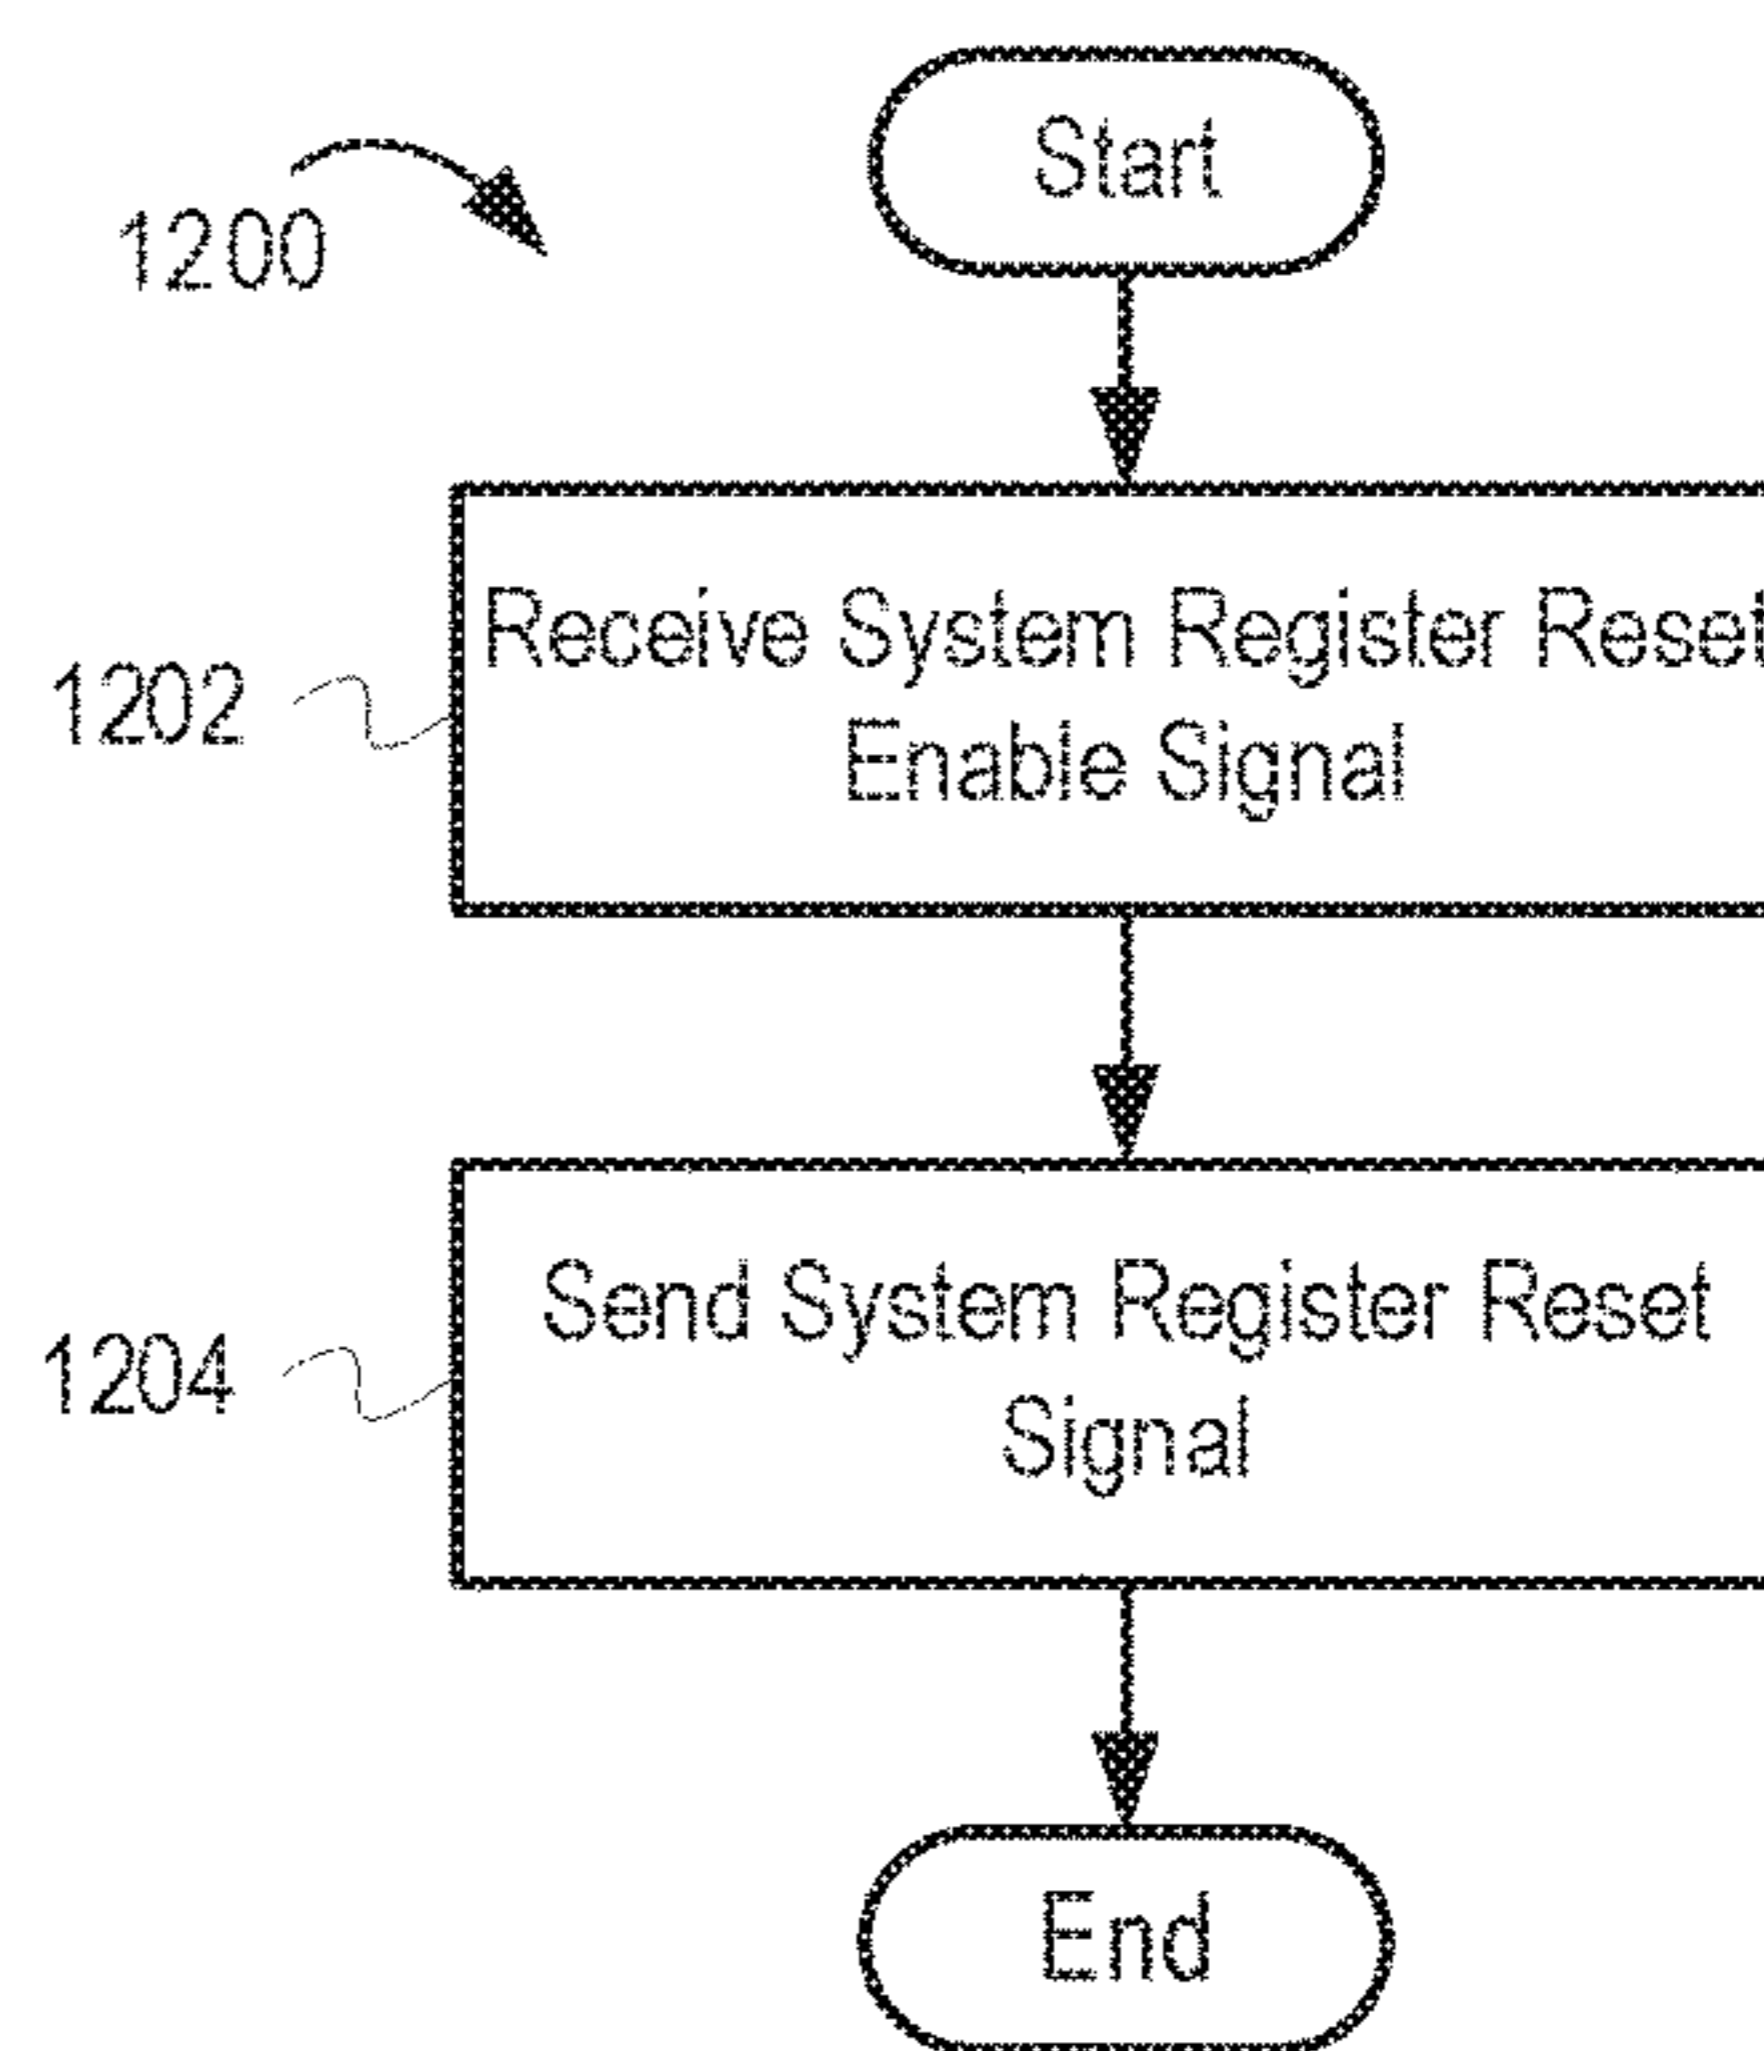 Start
1200
Receive System Register Reset
Enable Signal
1202
Send System Register Reset
Signal
1204
End